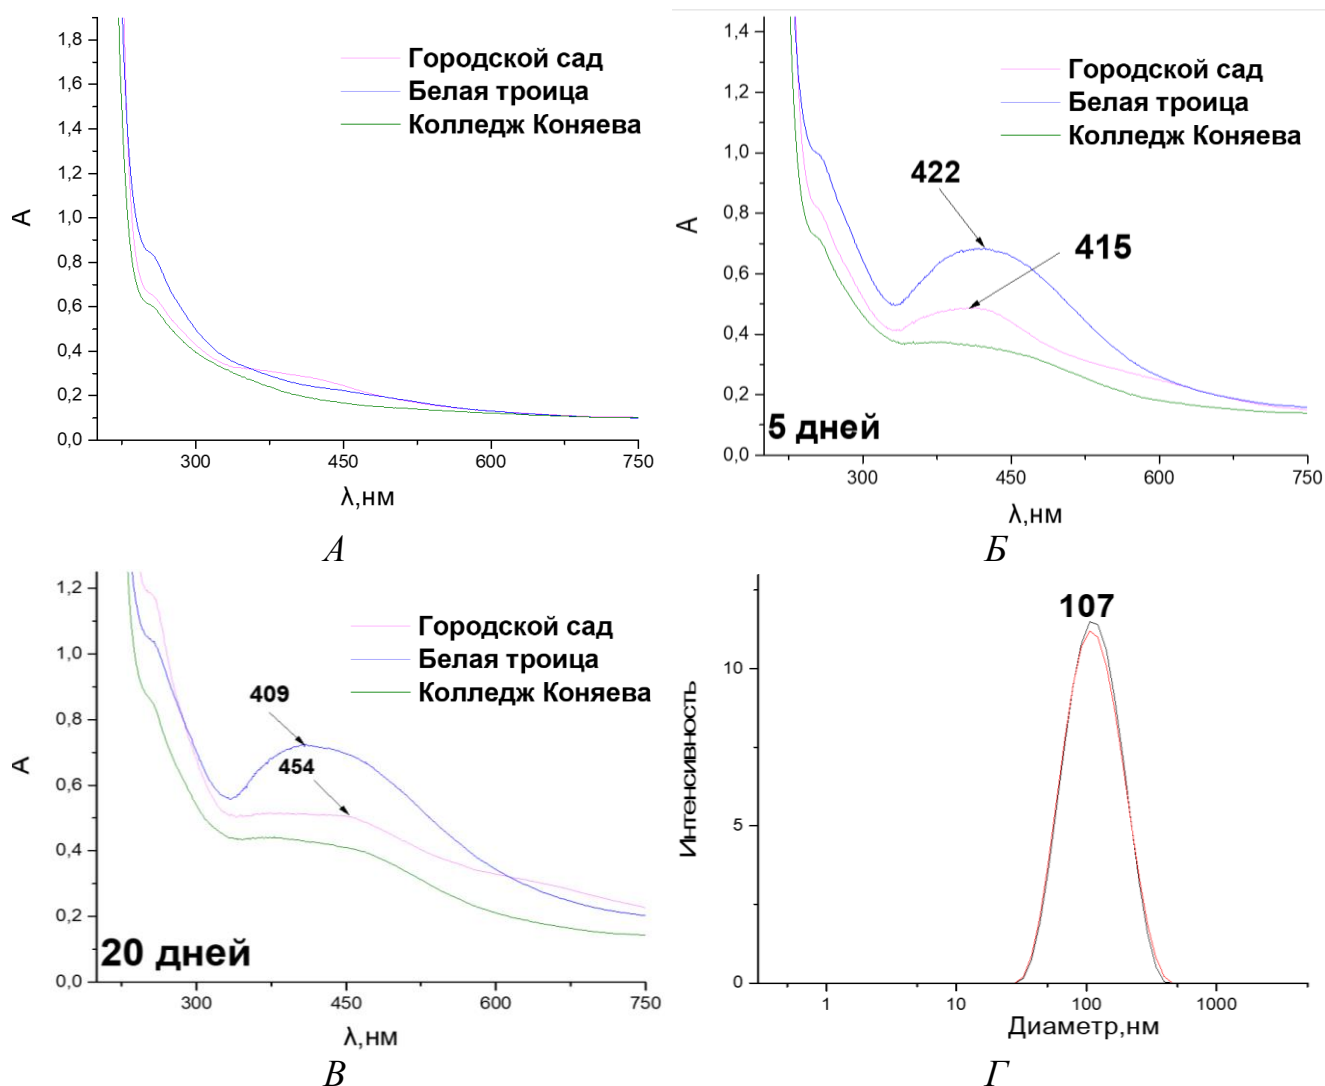 1,8
1,6
1,4
1,2
1,0
0,8
0,6
0,4
0,2
0,0
A
Городской сад
Белая троица
Колледж Коняева
300
450
600
750
λ,нм
А
1,4
1,2
1,0
0,8
0,6
0,4
0,2
0,0
A
Городской сад
Белая троица
Колледж Коняева
422
415
5 дней
300
450
600
750
λ,нм
Б
1,2
1,0
0,8
0,6
0,4
0,2
0,0
A
Городской сад
Белая троица
Колледж Коняева
409
454
20 дней
300
450
600
750
λ,нм
В
107
10
5
0
Интенсивность
1
10
100
1000
Диаметр,нм
Г